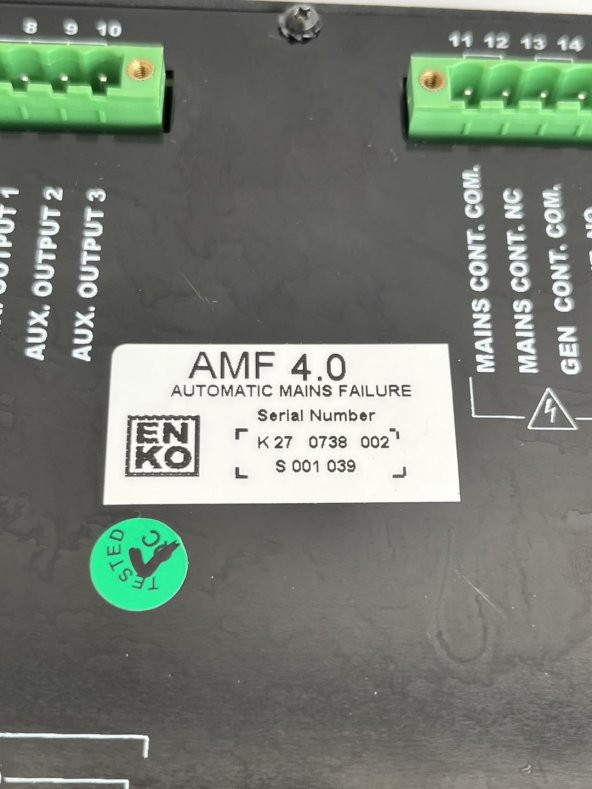 8 9 10
11 12 13 14
OUTPUT 1
AUX. OUTPUT 2
AUX. OUTPUT 3
MAINS CONT. COM.
MAINS CONT. NC
GEN CONT. COM.
AMF 4.0
AUTOMATIC MAINS FAILURE
Serial Number
EN
KO
K 27 0738 002
S 001 039
TESTED